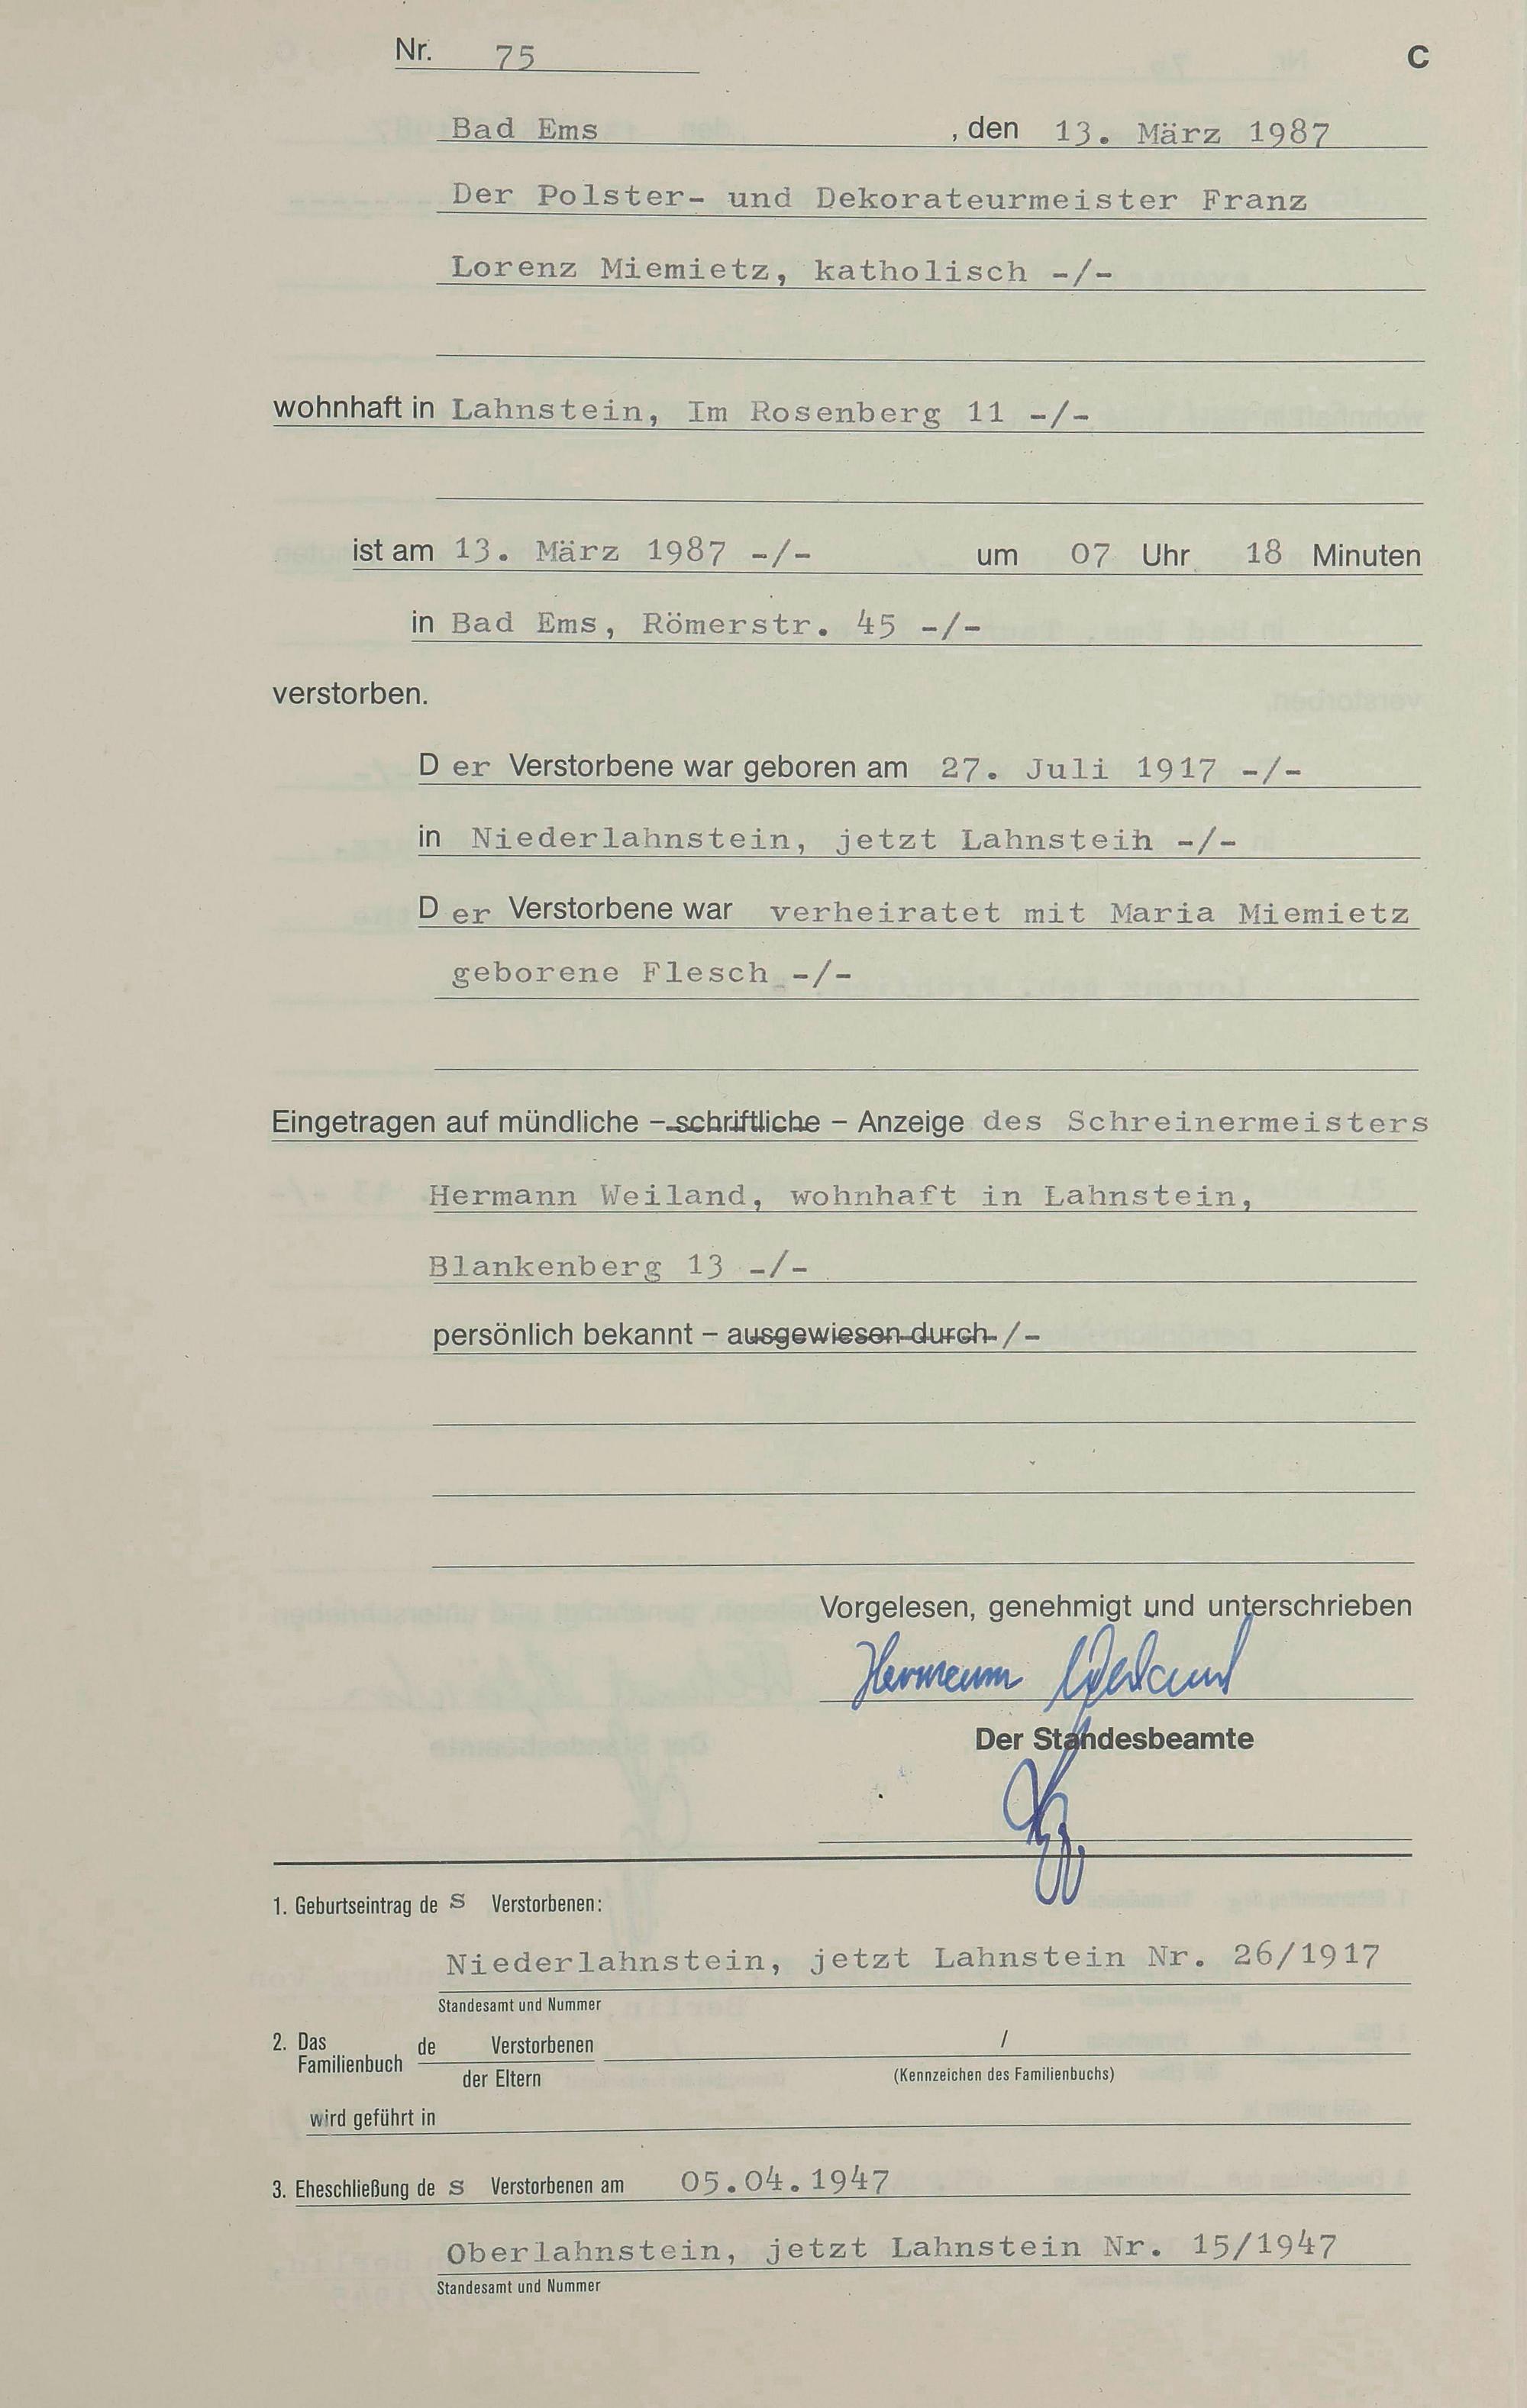 Nr. 75 C
Bad Ems , den 13. März 1987
Der Polster- und Dekorateurmeister Franz
Lorenz Miemietz, katholisch -/-
wohnhaft in Lahnstein, Im Rosenberg 11 -/-
ist am 13. März 1987 -/- um 07 Uhr 18 Minuten
in Bad Ems, Römerstr. 45 -/-
verstorben.
D er Verstorbene war geboren am 27. Juli 1917 -/-
in Niederlahnstein, jetzt Lahnstein -/-
D er Verstorbene war verheiratet mit Maria Miemietz
geborene Flesch -/-
Eingetragen auf mündliche – schriftliche – Anzeige des Schreinermeisters
Hermann Weiland, wohnhaft in Lahnstein,
Blankenberg 13 -/-
persönlich bekannt – ausgewiesen durch -/-
Vorgelesen, genehmigt und unterschrieben
Hermann Weiland
Der Standesbeamte
1. Geburtseintrag de s Verstorbenen:
Niederlahnstein, jetzt Lahnstein Nr. 26/1917
Standesamt und Nummer
2. Das Familienbuch de Verstorbenen /
der Eltern (Kennzeichen des Familienbuchs)
wird geführt in
3. Eheschließung de s Verstorbenen am 05.04.1947
Oberlahnstein, jetzt Lahnstein Nr. 15/1947
Standesamt und Nummer